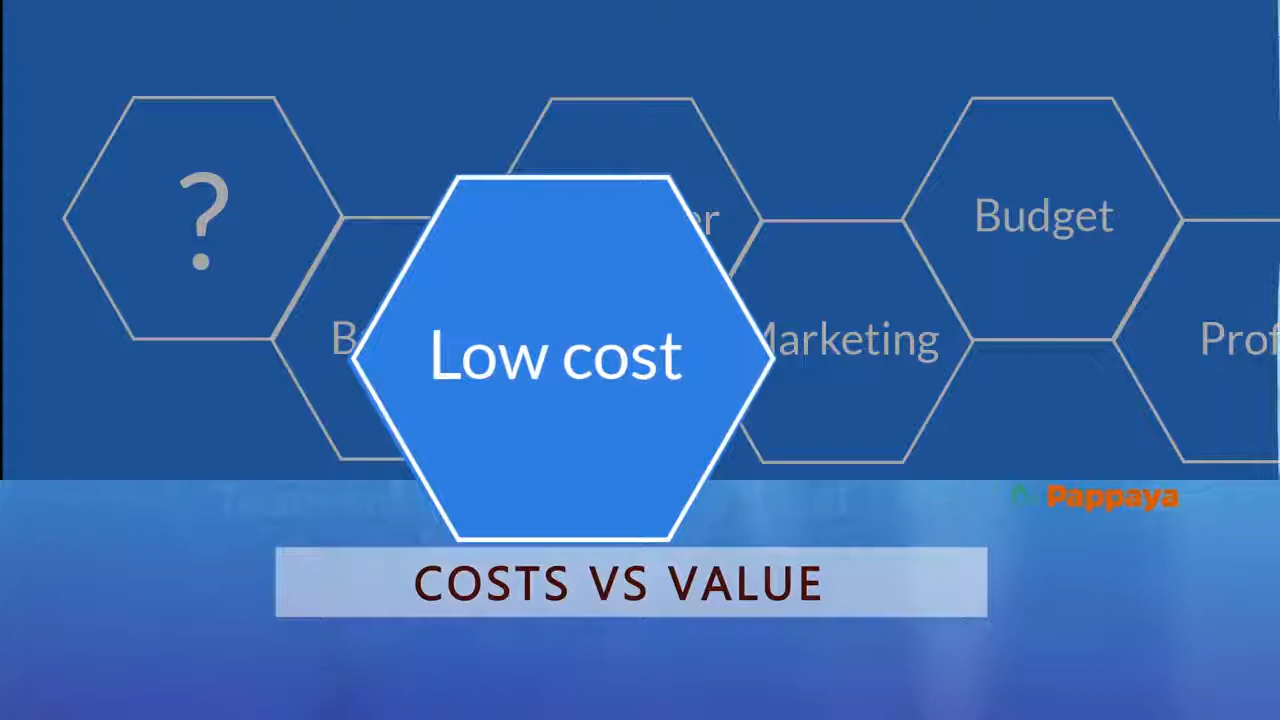 ?
Budget
Marketing
Low cost
Pappaya
COSTS VS VALUE